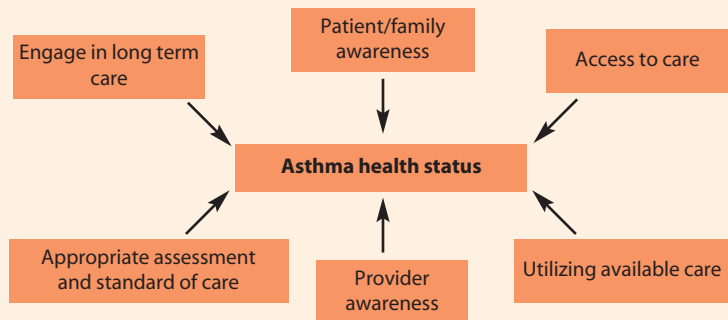 Patient/family
awareness
Engage in long term
care
Access to care
Asthma health status
Appropriate assessment
and standard of care
Provider
awareness
Utilizing available care